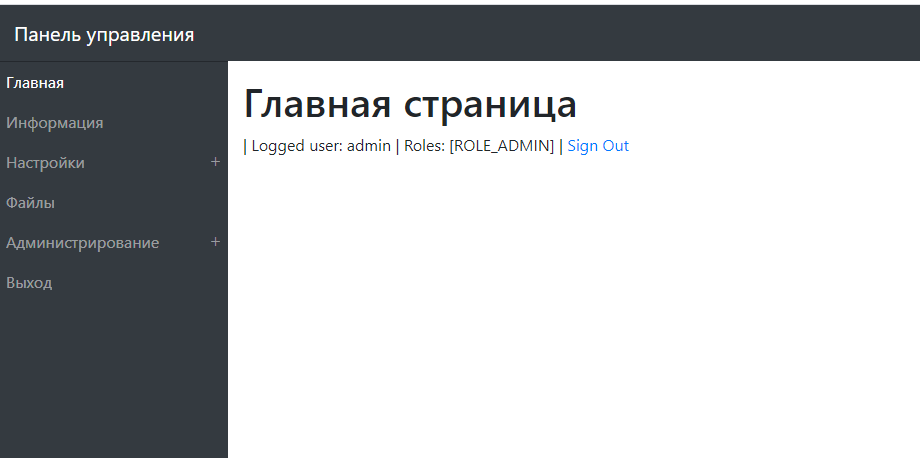 Панель управления
Главная
Информация
Настройки +
Файлы
Администрирование +
Выход
Главная страница
| Logged user: admin | Roles: [ROLE_ADMIN] | Sign Out